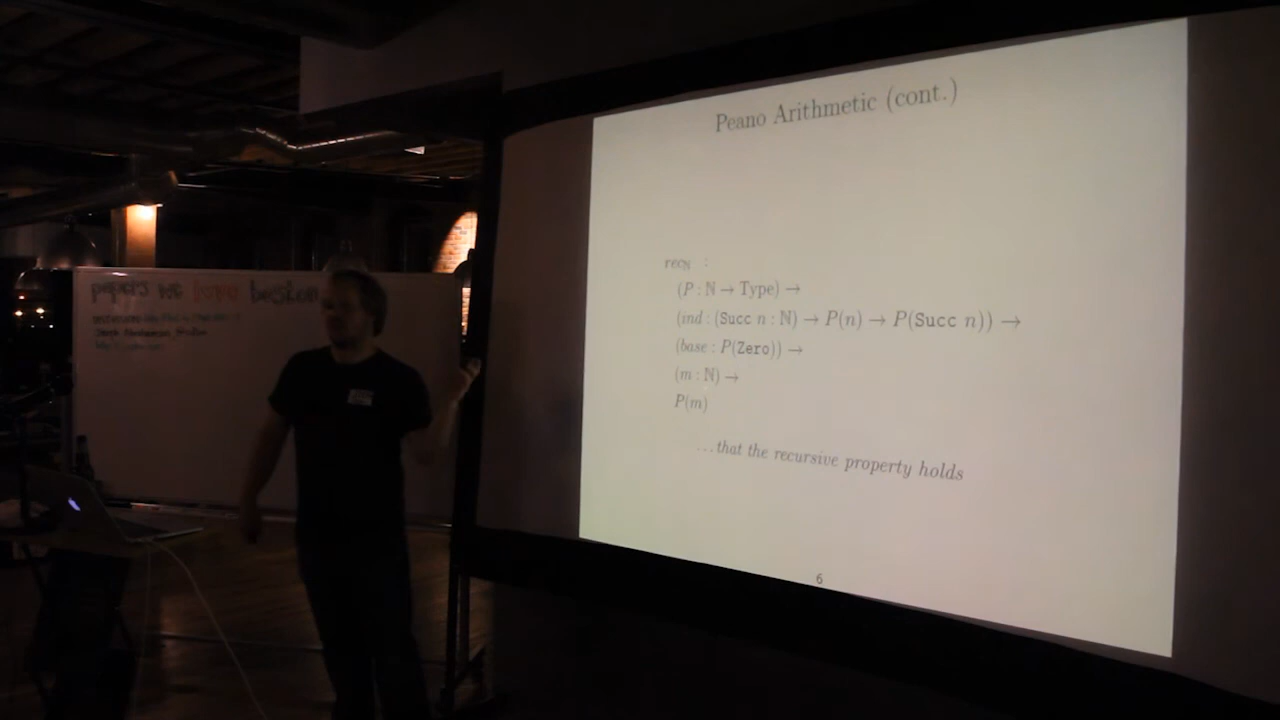 papers we love boston
Peano Arithmetic (cont.)
recℕ :
(P : ℕ → Type) →
(ind : (Succ n : ℕ) → P(n) → P(Succ n)) →
(base : P(Zero)) →
(m : ℕ) →
P(m)
...that the recursive property holds
6